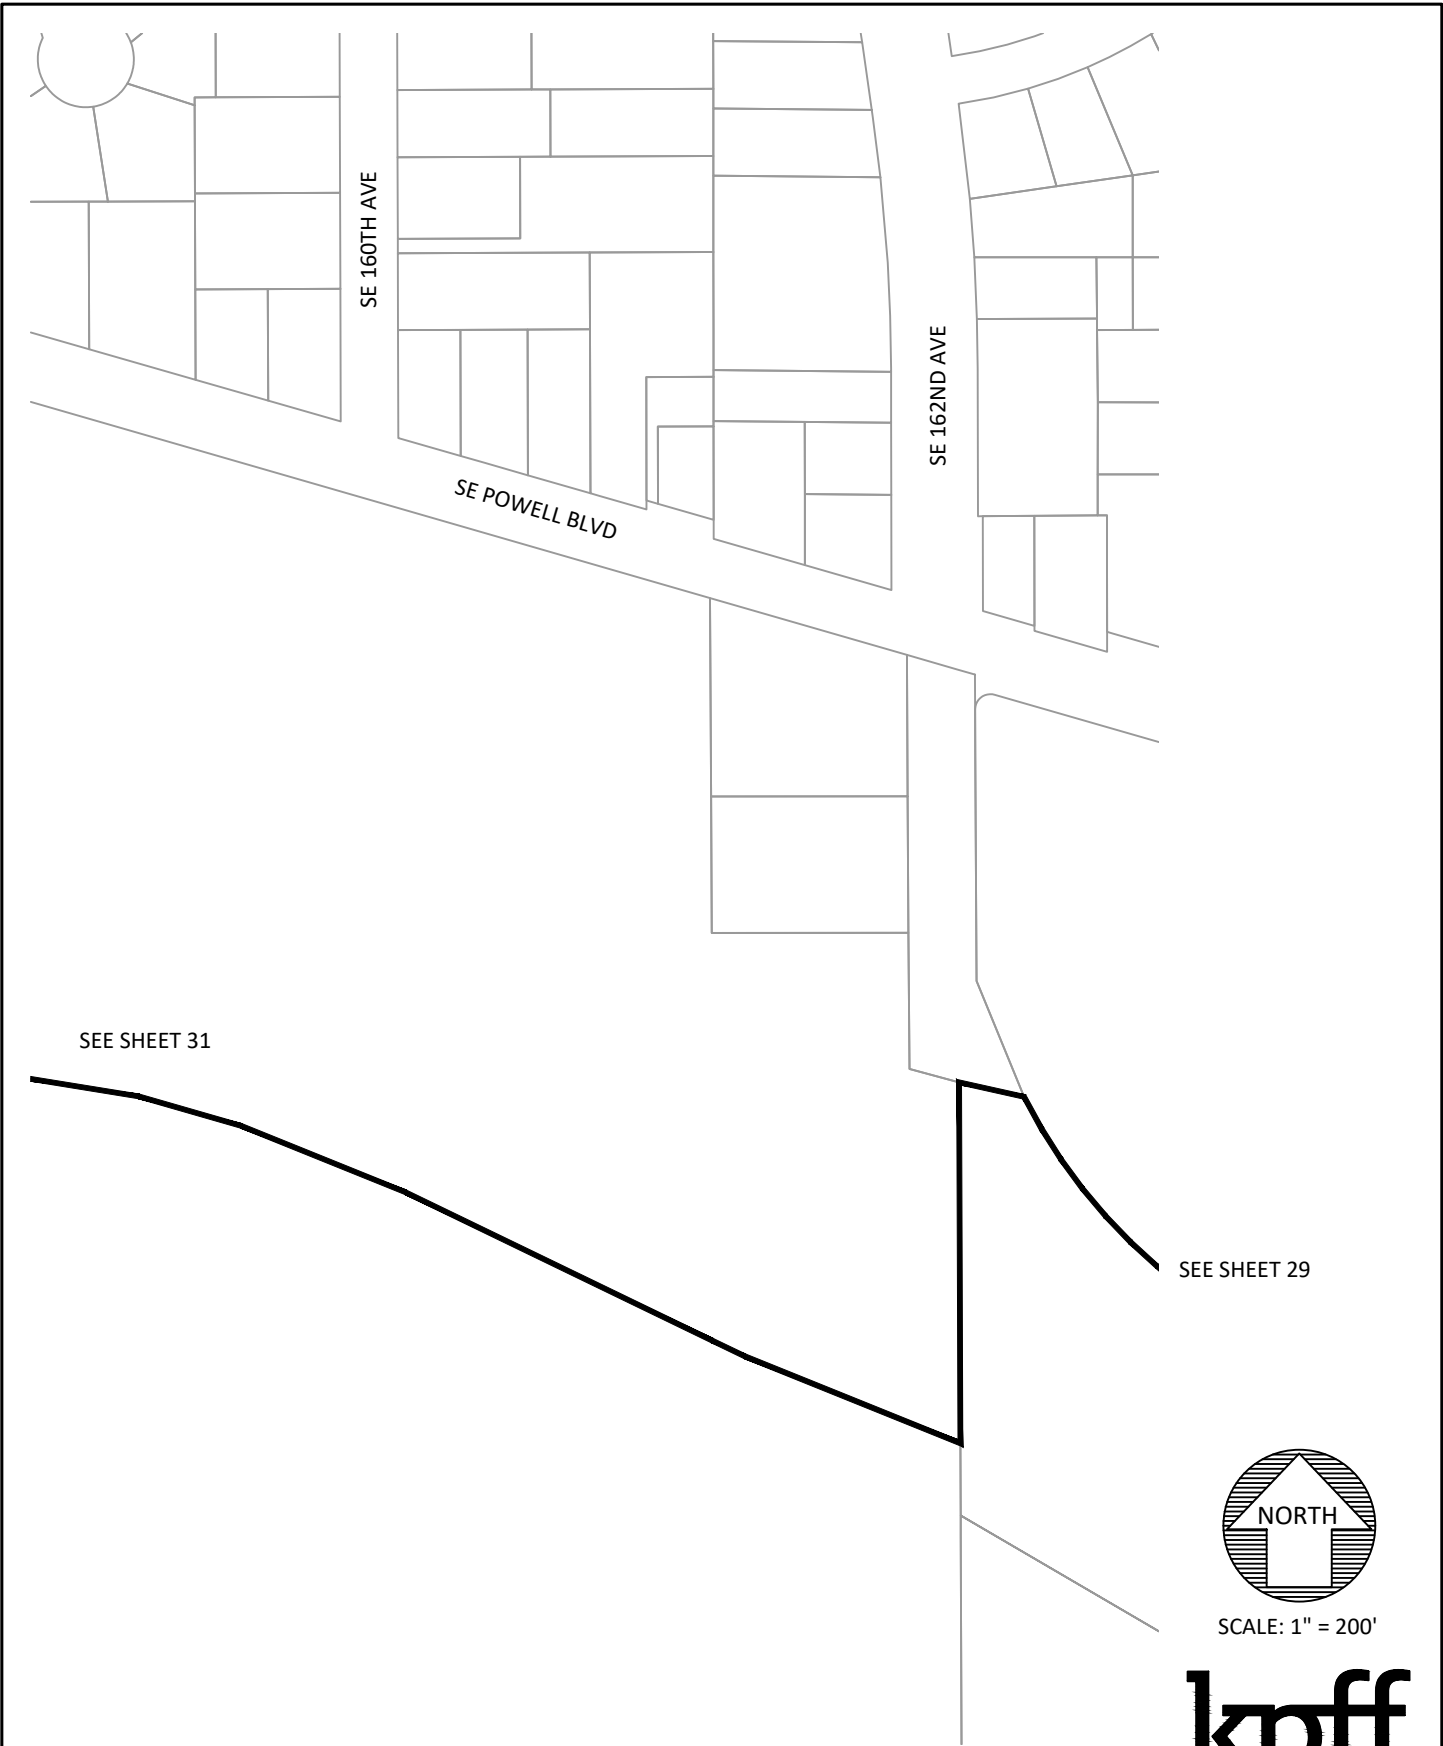 SE 160TH AVE
SE 162ND AVE
SE POWELL BLVD
SEE SHEET 31
SEE SHEET 29
NORTH
SCALE: 1" = 200'
kpff